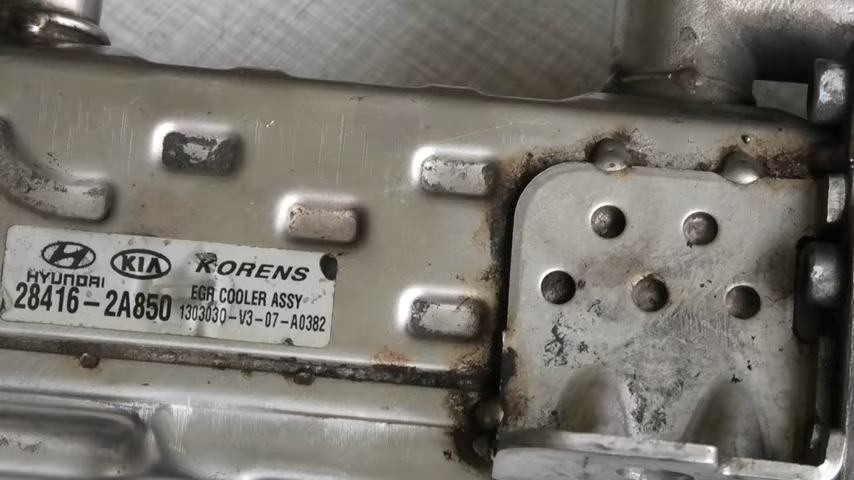 HYUNDAI KIA KORENS
28416-2A850 EGR COOLER ASSY
1303030-V3-07-A0382